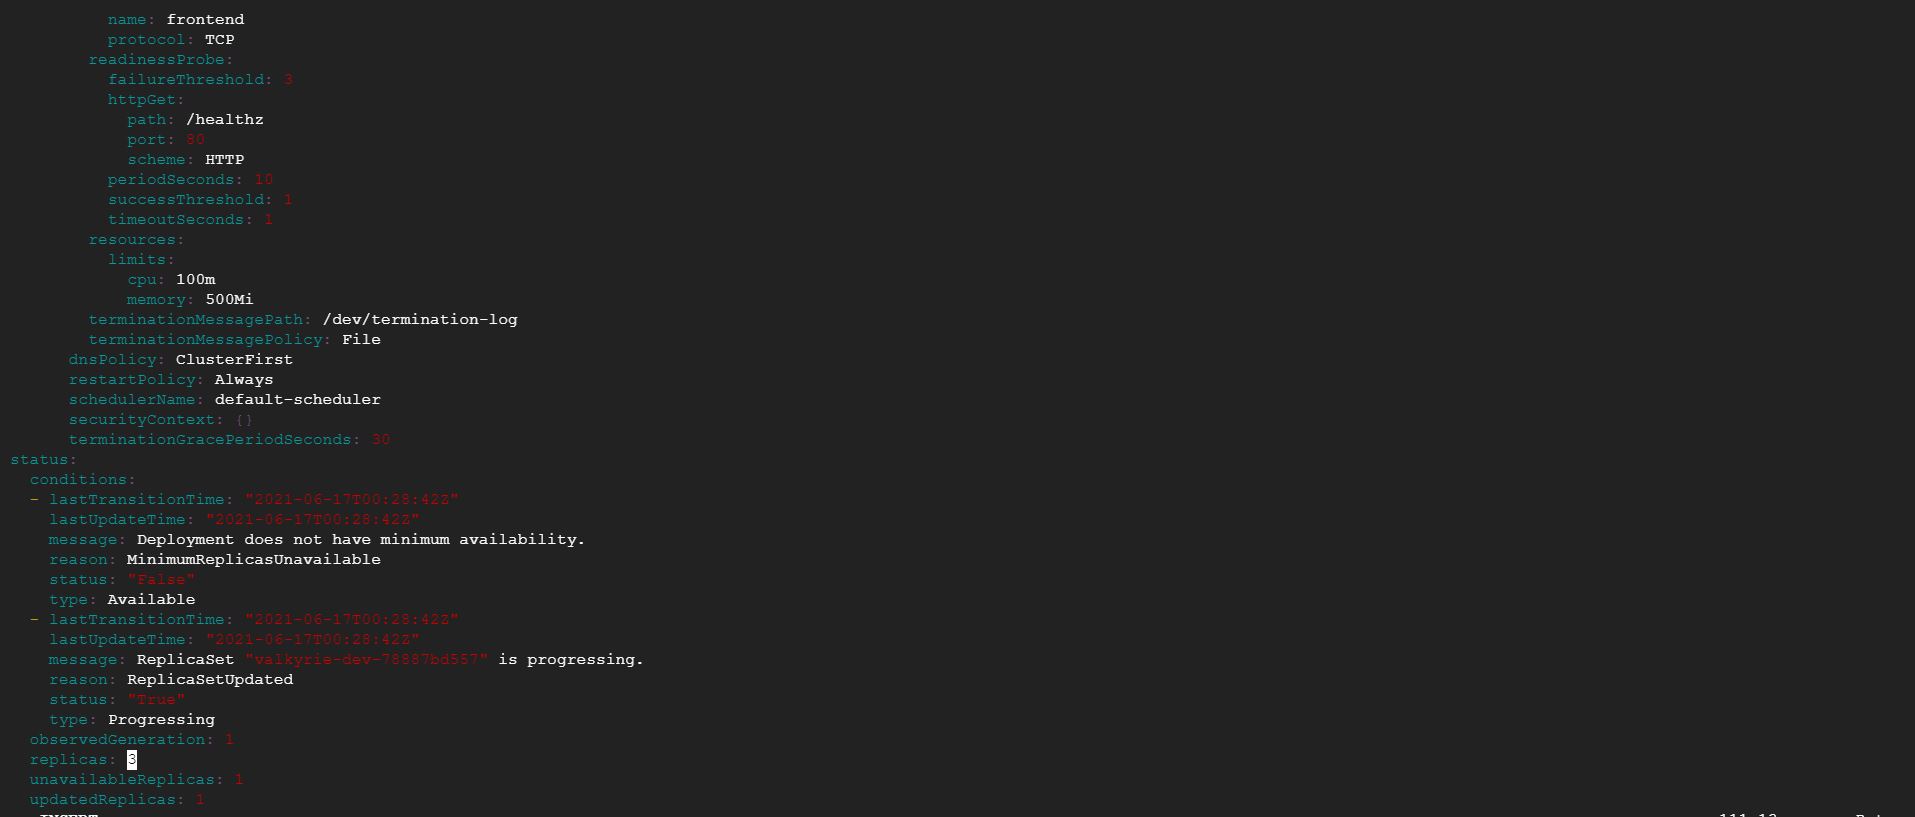 name: frontend
protocol: TCP
readinessProbe:
failureThreshold: 3
httpGet:
path: /healthz
port: 80
scheme: HTTP
periodSeconds: 10
successThreshold: 1
timeoutSeconds: 1
resources:
limits:
cpu: 100m
memory: 500Mi
terminationMessagePath: /dev/termination-log
terminationMessagePolicy: File
dnsPolicy: ClusterFirst
restartPolicy: Always
schedulerName: default-scheduler
securityContext: {}
terminationGracePeriodSeconds: 30
status:
conditions:
- lastTransitionTime: "2021-06-17T00:28:42Z"
lastUpdateTime: "2021-06-17T00:28:42Z"
message: Deployment does not have minimum availability.
reason: MinimumReplicasUnavailable
status: "False"
type: Available
- lastTransitionTime: "2021-06-17T00:28:42Z"
lastUpdateTime: "2021-06-17T00:28:42Z"
message: ReplicaSet "valkyrie-dev-78887bd557" is progressing.
reason: ReplicaSetUpdated
status: "True"
type: Progressing
observedGeneration: 1
replicas: 3
unavailableReplicas: 1
updatedReplicas: 1